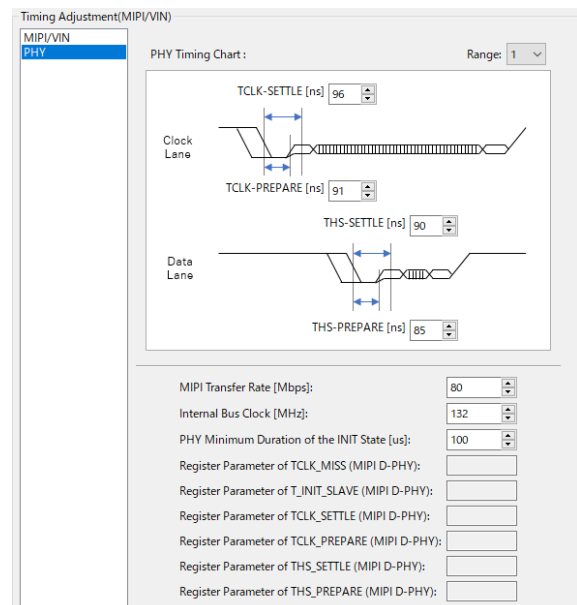 Timing Adjustment(MIPI/VIN)
MIPI/VIN
PHY
PHY Timing Chart :
Range: 1
TCLK-SETTLE [ns] 96
Clock
Lane
TCLK-PREPARE [ns] 91
THS-SETTLE [ns] 90
Data
Lane
THS-PREPARE [ns] 85
MIPI Transfer Rate [Mbps]: 80
Internal Bus Clock [MHz]: 132
PHY Minimum Duration of the INIT State [us]: 100
Register Parameter of TCLK_MISS (MIPI D-PHY):
Register Parameter of T_INIT_SLAVE (MIPI D-PHY):
Register Parameter of TCLK_SETTLE (MIPI D-PHY):
Register Parameter of TCLK_PREPARE (MIPI D-PHY):
Register Parameter of THS_SETTLE (MIPI D-PHY):
Register Parameter of THS_PREPARE (MIPI D-PHY):